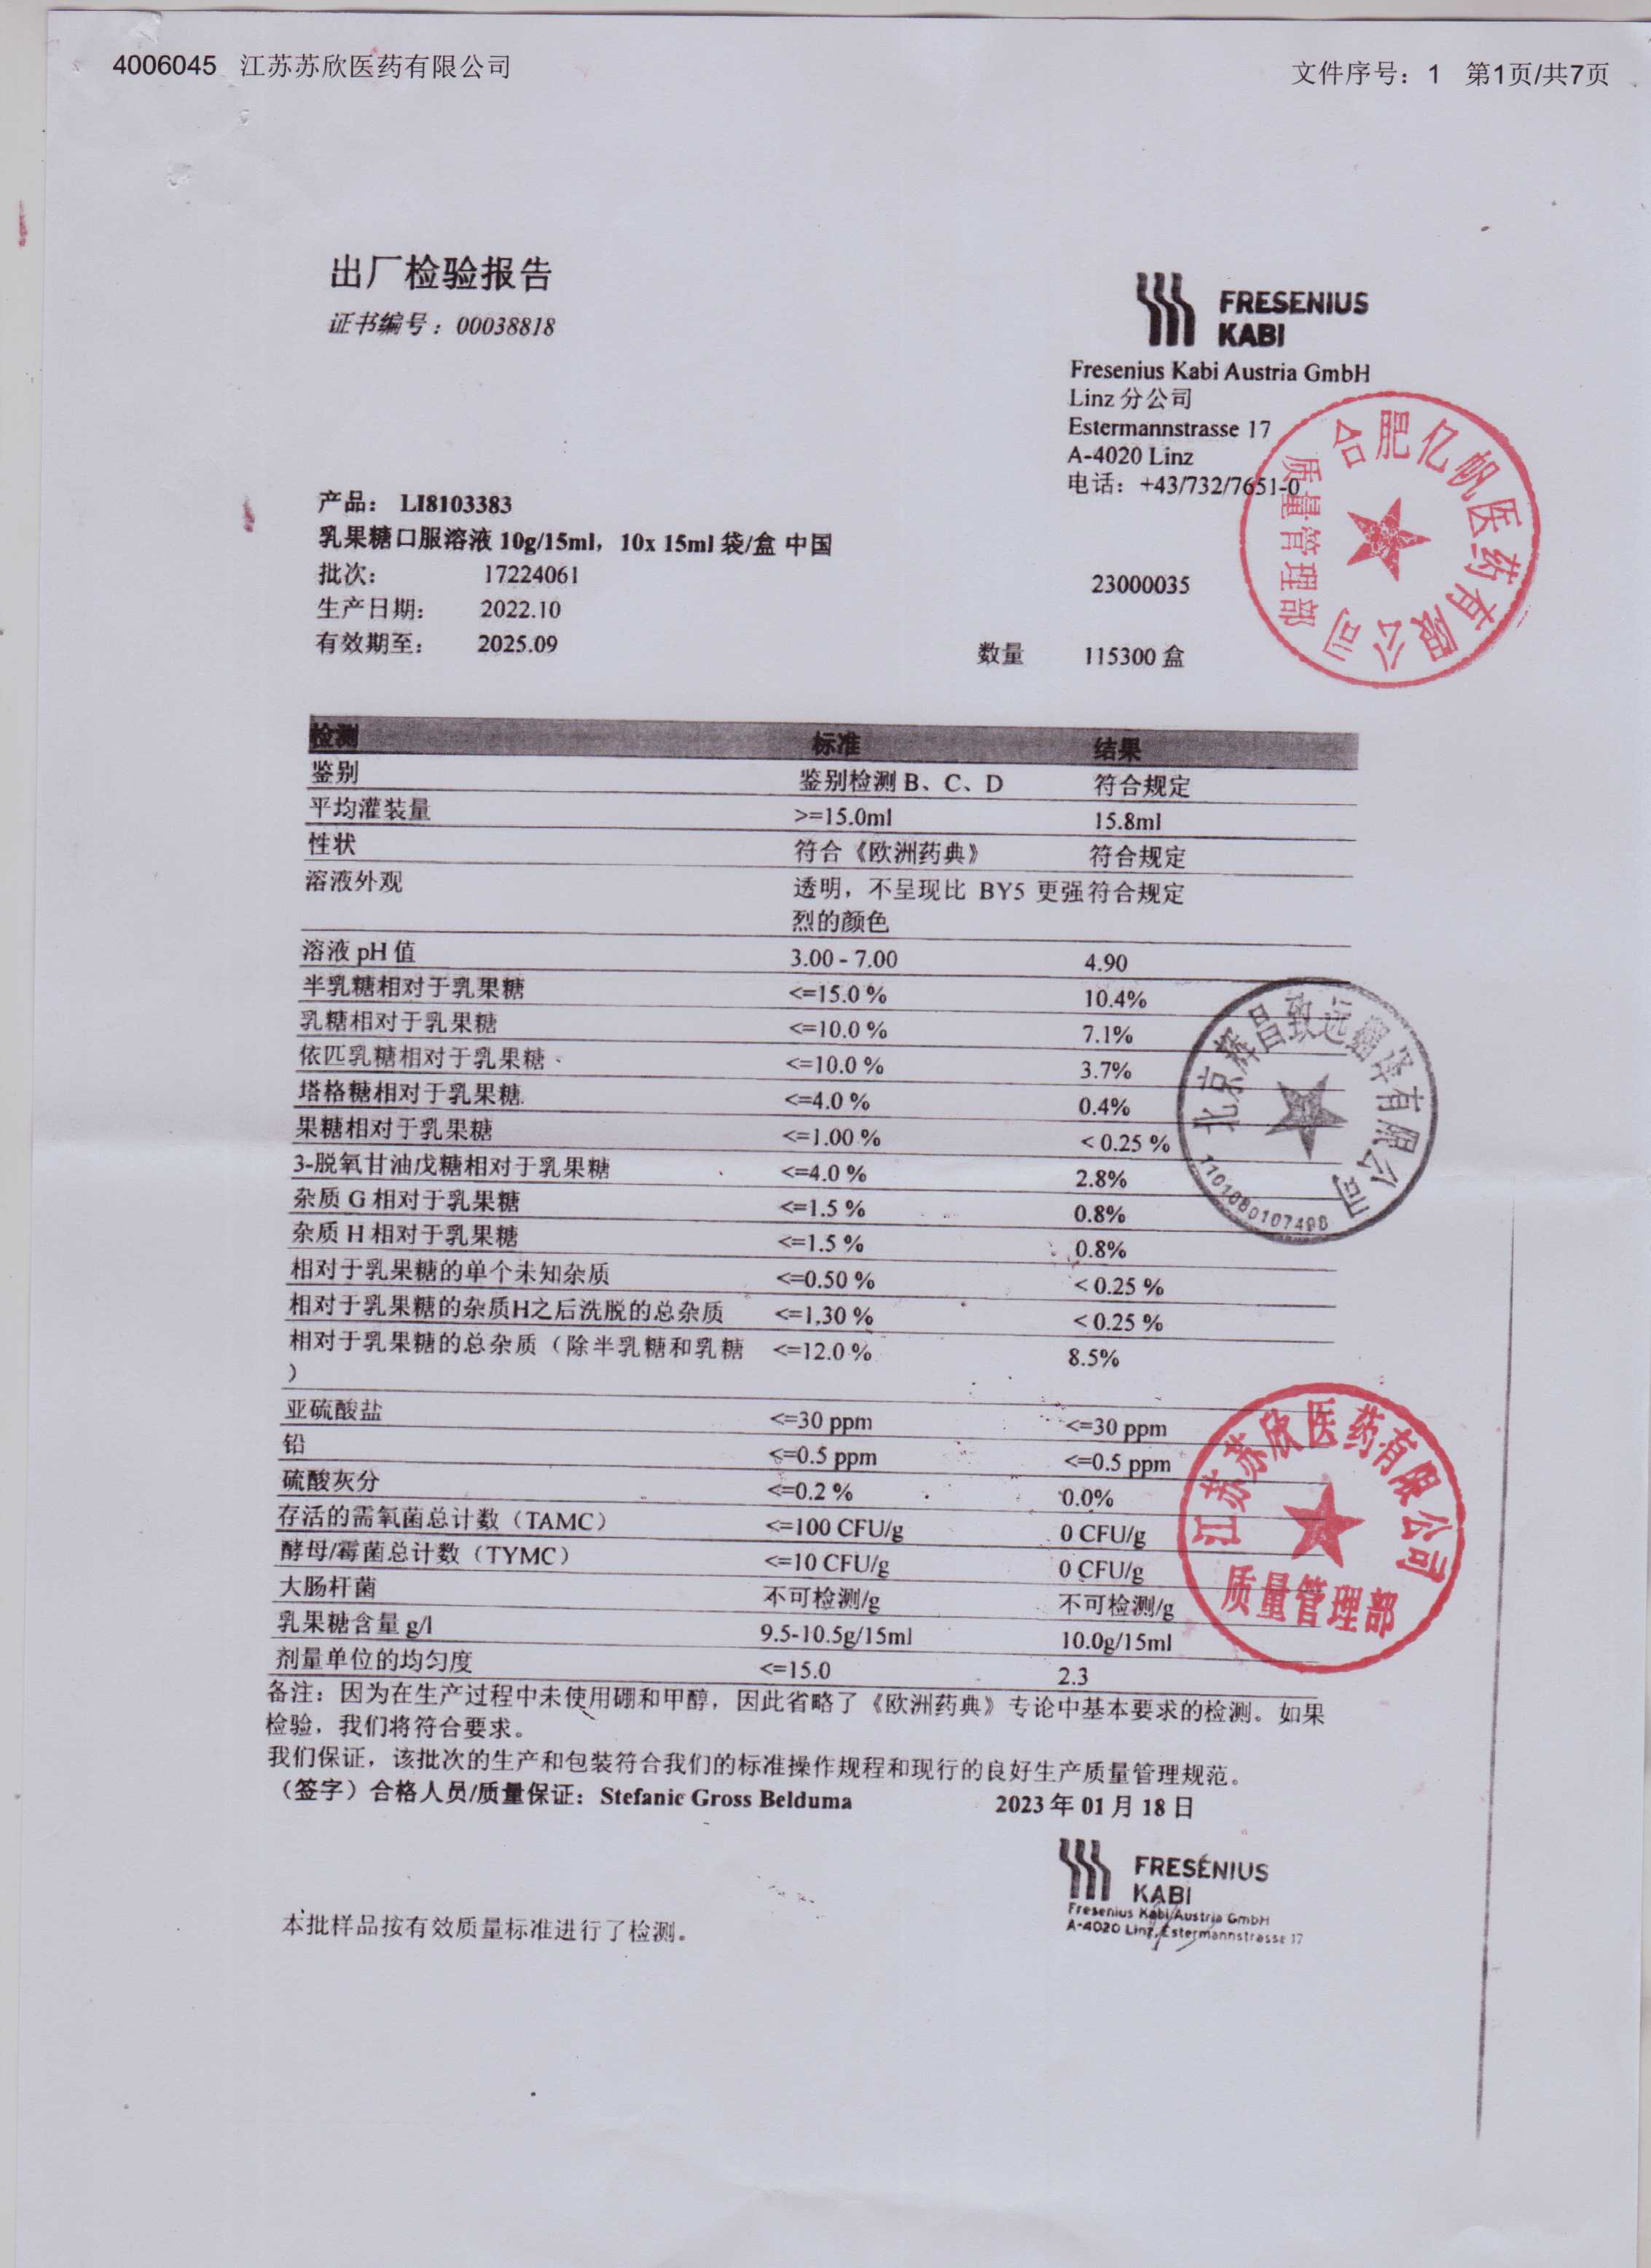 4006045 江苏苏欣医药有限公司
文件序号：1 第1页/共7页
出厂检验报告
证书编号：00038818
FRESENIUS
KABI
Fresenius Kabi Austria GmbH
Linz 分公司
Estermannstrasse 17
A-4020 Linz
电话：+43/732/7651-0
合肥亿帆医药有限公司
质量管理部
产品： LI8103383
乳果糖口服溶液 10g/15ml，10x 15ml 袋/盒 中国
批次： 17224061 23000035
生产日期： 2022.10
有效期至： 2025.09 数量 115300 盒
检测 标准 结果
鉴别 鉴别检测 B、C、D 符合规定
平均灌装量 >=15.0ml 15.8ml
性状 符合《欧洲药典》 符合规定
溶液外观 透明，不呈现比 BY5 更强 符合规定
烈的颜色
溶液 pH 值 3.00 - 7.00 4.90
半乳糖相对于乳果糖 <=15.0 % 10.4%
乳糖相对于乳果糖 <=10.0 % 7.1%
依匹乳糖相对于乳果糖 <=10.0 % 3.7%
塔格糖相对于乳果糖 <=4.0 % 0.4%
果糖相对于乳果糖 <=1.00 % < 0.25 %
3-脱氧甘油戊糖相对于乳果糖 <=4.0 % 2.8%
杂质 G 相对于乳果糖 <=1.5 % 0.8%
杂质 H 相对于乳果糖 <=1.5 % 0.8%
相对于乳果糖的单个未知杂质 <=0.50 % < 0.25 %
相对于乳果糖的杂质H之后洗脱的总杂质 <=1.30 % < 0.25 %
相对于乳果糖的总杂质（除半乳糖和乳糖 <=12.0 % 8.5%
）
亚硫酸盐 <=30 ppm <=30 ppm
铅 <=0.5 ppm <=0.5 ppm
硫酸灰分 <=0.2 % 0.0%
存活的需氧菌总计数（TAMC） <=100 CFU/g 0 CFU/g
酵母/霉菌总计数（TYMC） <=10 CFU/g 0 CFU/g
大肠杆菌 不可检测/g 不可检测/g
乳果糖含量 g/l 9.5-10.5g/15ml 10.0g/15ml
剂量单位的均匀度 <=15.0 2.3
北京辉昌致远翻译有限公司
1101080107498
江苏苏欣医药有限公司
质量管理部
备注：因为在生产过程中未使用硼和甲醇，因此省略了《欧洲药典》专论中基本要求的检测。如果
检验，我们将符合要求。
我们保证，该批次的生产和包装符合我们的标准操作规程和现行的良好生产质量管理规范。
（签字）合格人员/质量保证：Stefanie Gross Belduma 2023 年 01 月 18 日
FRESENIUS
KABI
Fresenius Kabi Austria GmbH
A-4020 Linz, Estermannstrasse 17
本批样品按有效质量标准进行了检测。